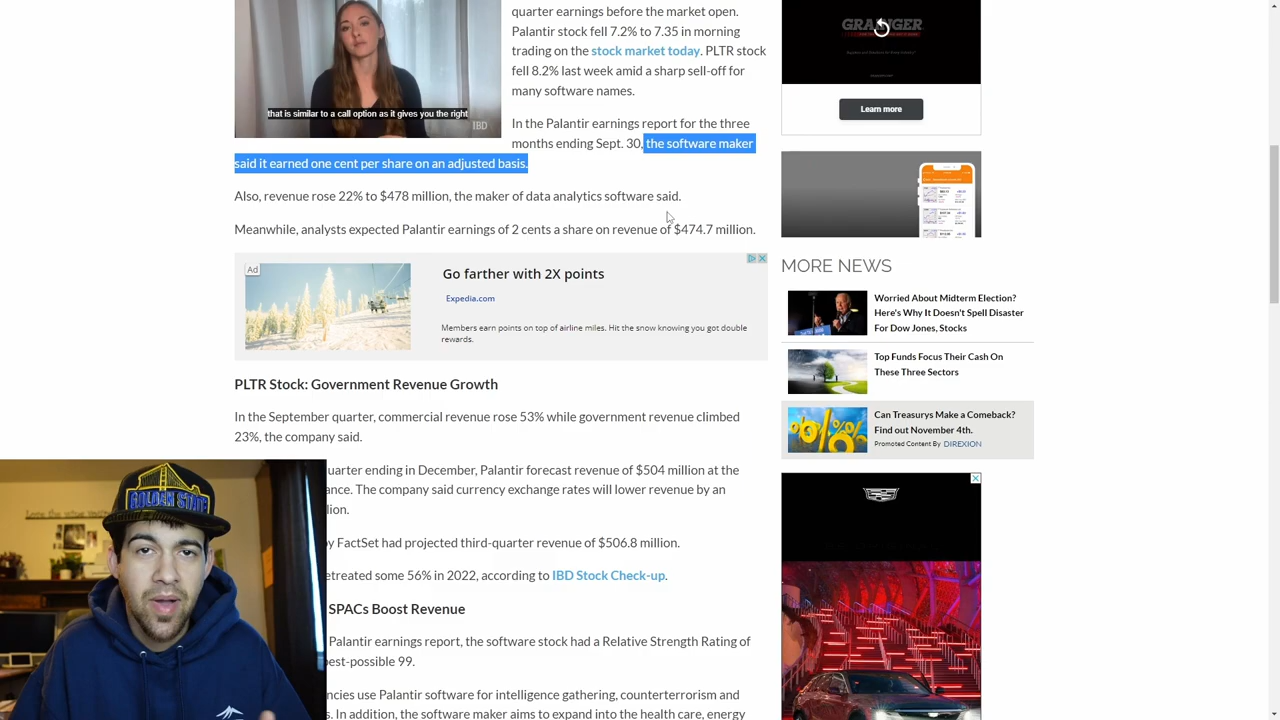 quarter earnings before the market open.
Palantir stock fell 7.2% to 7.35 in morning
trading on the stock market today. PLTR stock
fell 8.2% last week amid a sharp sell-off for
many software names.
that is similar to a call option as it gives you the right
IBD
In the Palantir earnings report for the three
months ending Sept. 30, the software maker
said it earned one cent per share on an adjusted basis.
revenue rose 22% to $478 million, the maker of data analytics software said.
Meanwhile, analysts expected Palantir earnings of 2 cents a share on revenue of $474.7 million.
Ad
Go farther with 2X points
Expedia.com
Members earn points on top of airline miles. Hit the snow knowing you got double
rewards.
PLTR Stock: Government Revenue Growth
In the September quarter, commercial revenue rose 53% while government revenue climbed
23%, the company said.
uarter ending in December, Palantir forecast revenue of $504 million at the
ance. The company said currency exchange rates will lower revenue by an
lion.
y FactSet had projected third-quarter revenue of $506.8 million.
etreated some 56% in 2022, according to IBD Stock Check-up.
SPACs Boost Revenue
Palantir earnings report, the software stock had a Relative Strength Rating of
est-possible 99.
ncies use Palantir software for intelligence gathering, counterterrorism and
s. In addition, the software maker aims to expand into the health care, energy
GOLDEN STATE
GRAINGER
Learn more
MORE NEWS
Worried About Midterm Election?
Here's Why It Doesn't Spell Disaster
For Dow Jones, Stocks
Top Funds Focus Their Cash On
These Three Sectors
Can Treasurys Make a Comeback?
Find out November 4th.
Promoted Content By DIREXION